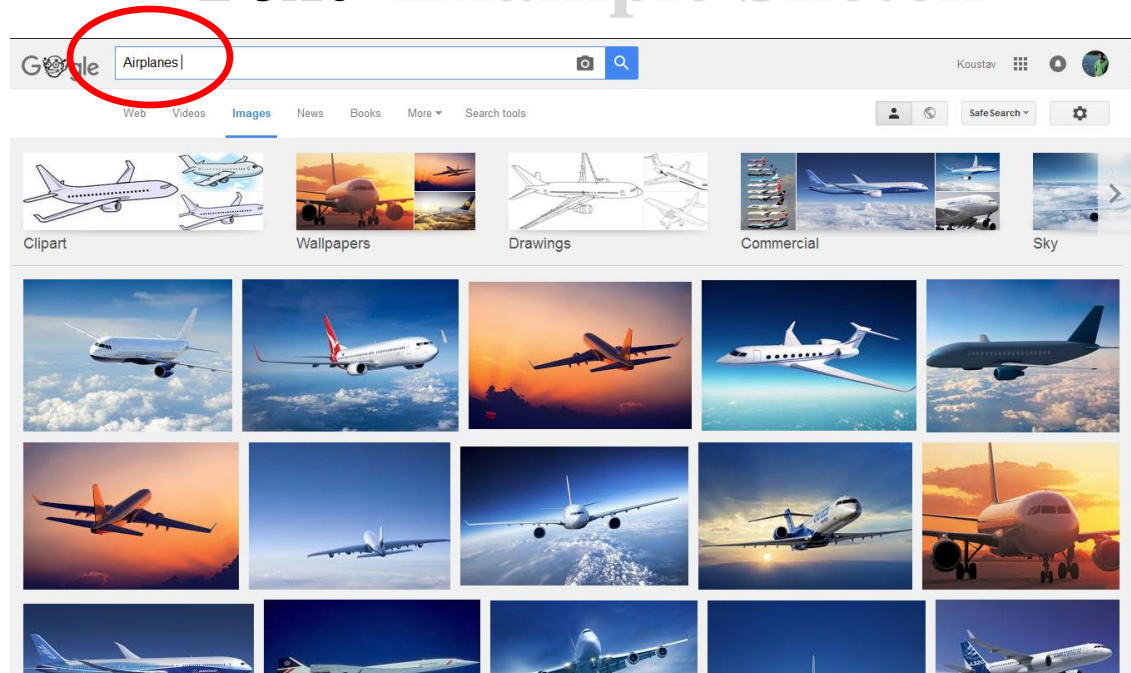 Google Airplanes
Koustav
Web Videos Images News Books More Search tools
SafeSearch
Clipart Wallpapers Drawings Commercial Sky